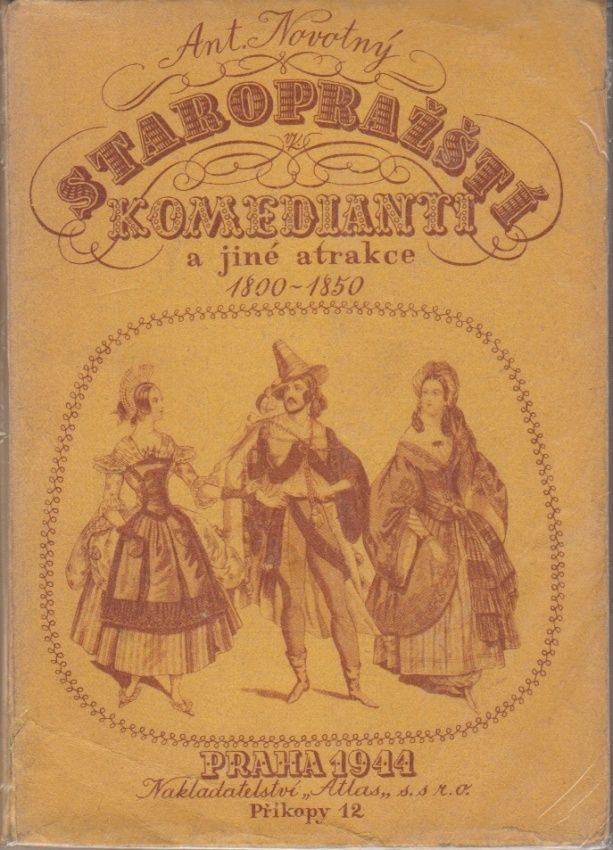 Ant. Novotný
STAROPRAŽŠTÍ
KOMEDIANTI
a jiné atrakce
1800~1850
PRAHA 1944
Nakladatelství „Atlas„ s. s r. o.
Příkopy 12